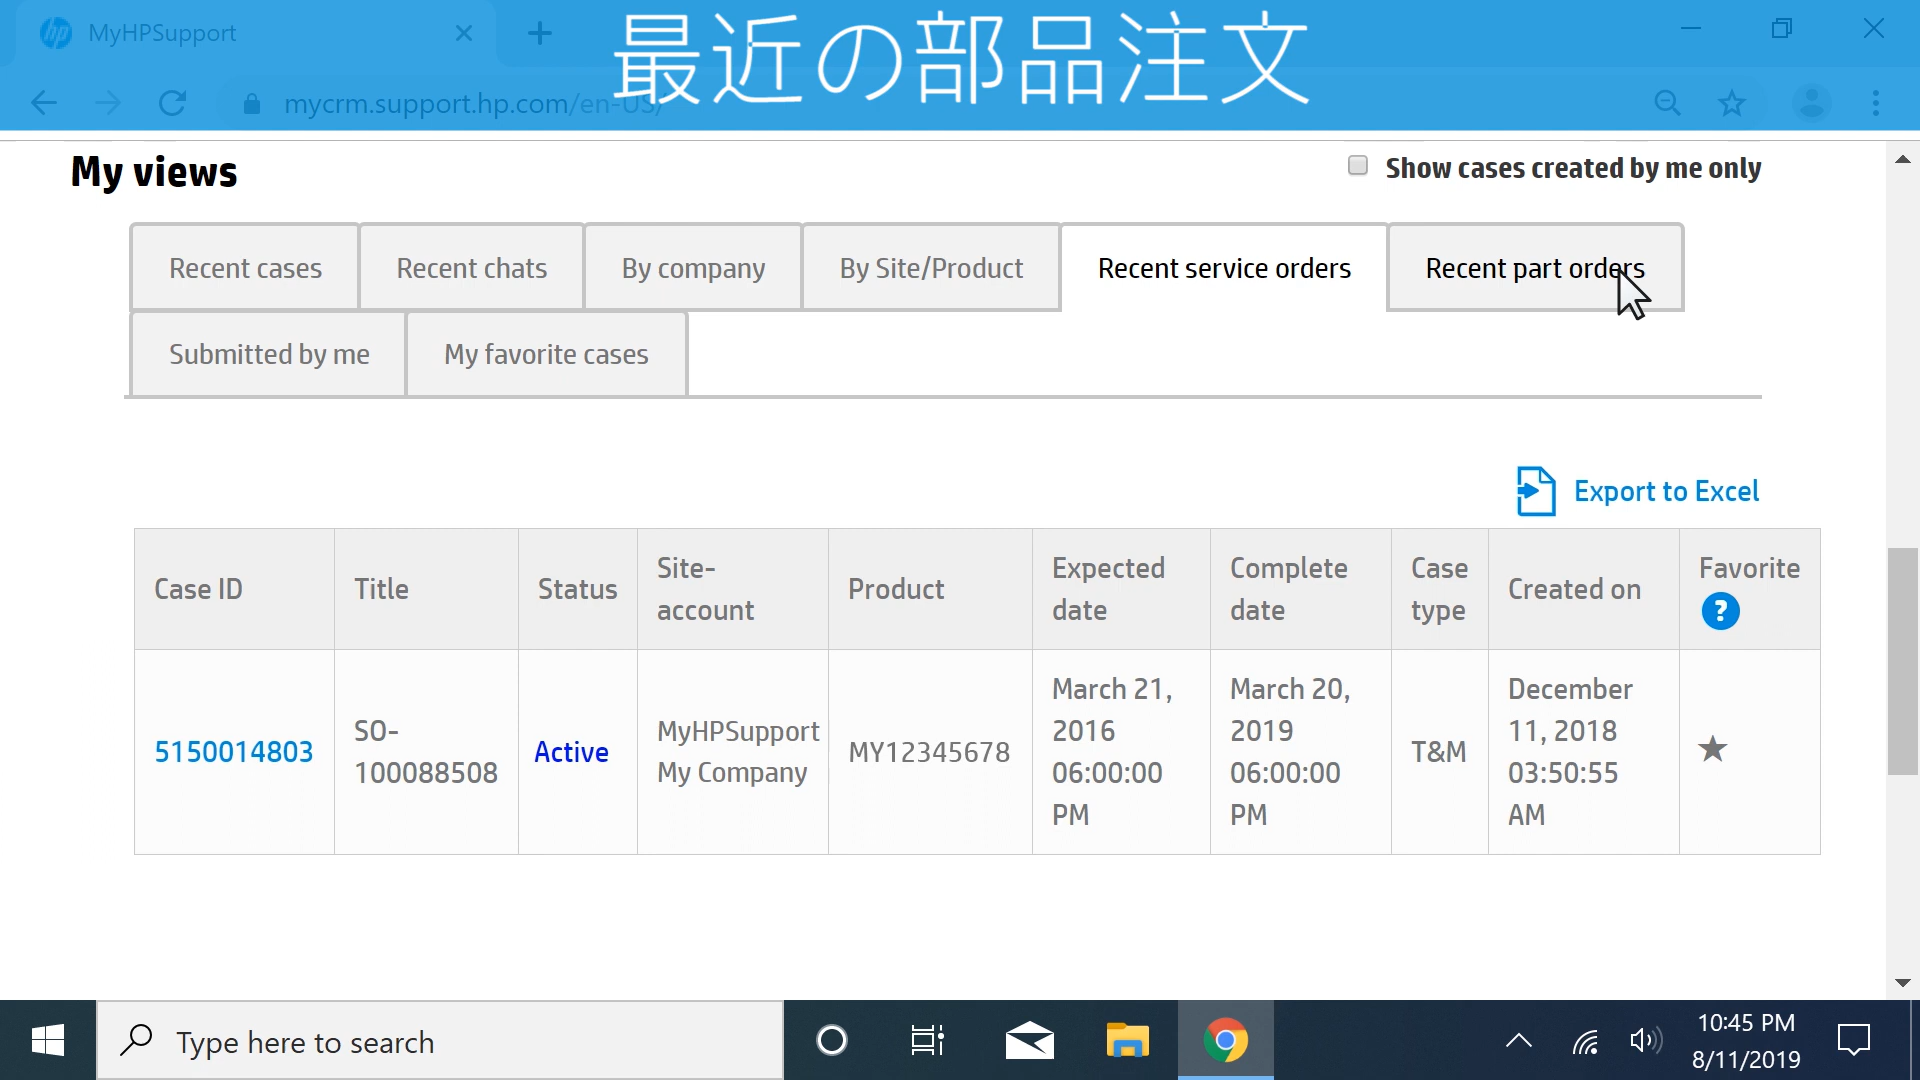 MyHPSupport
最近の部品注文
mycrm.support.hp.com/en-US/
My views
Show cases created by me only
Recent cases
Recent chats
By company
By Site/Product
Recent service orders
Recent part orders
Submitted by me
My favorite cases
Export to Excel
Case ID
Title
Status
Site-
account
Product
Expected
date
Complete
date
Case
type
Created on
Favorite
?
5150014803
SO-
100088508
Active
MyHPSupport
My Company
MY12345678
March 21,
2016
06:00:00
PM
March 20,
2019
06:00:00
PM
T&M
December
11, 2018
03:50:55
AM
Type here to search
10:45 PM
8/11/2019